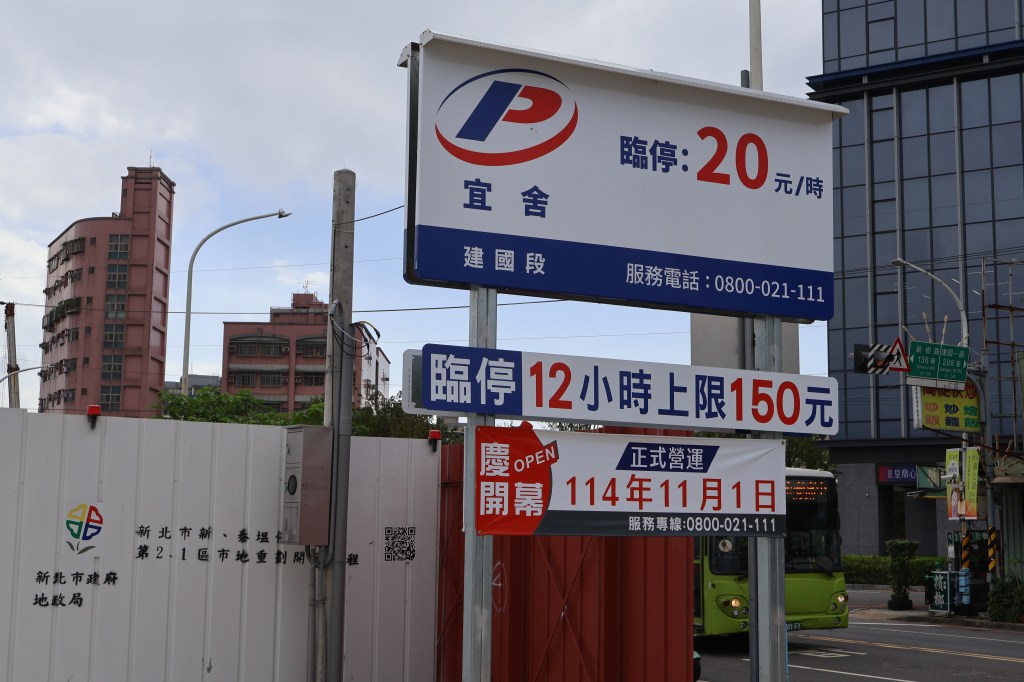 P
臨停:20元/時
宜舍
建國段
服務電話:0800-021-111
臨停 12小時上限150元
慶 OPEN
開幕
正式營運
114年11月1日
服務專線:0800-021-111
新北市政府
地政局
新北市新、泰塭
第2.1區市地重劃開
程
炒麵